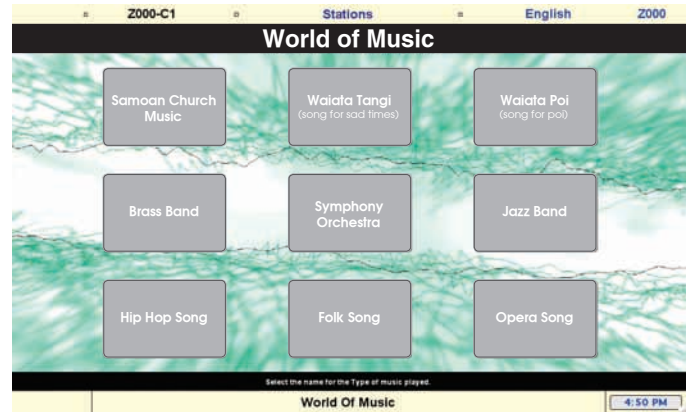 Z000-C1 Stations English Z000
World of Music
Samoan Church
Music
Waiata Tangi
(song for sad times)
Waiata Poi
(song for poi)
Brass Band
Symphony
Orchestra
Jazz Band
Hip Hop Song
Folk Song
Opera Song
Select the name for the Type of music played.
World Of Music
4:50 PM